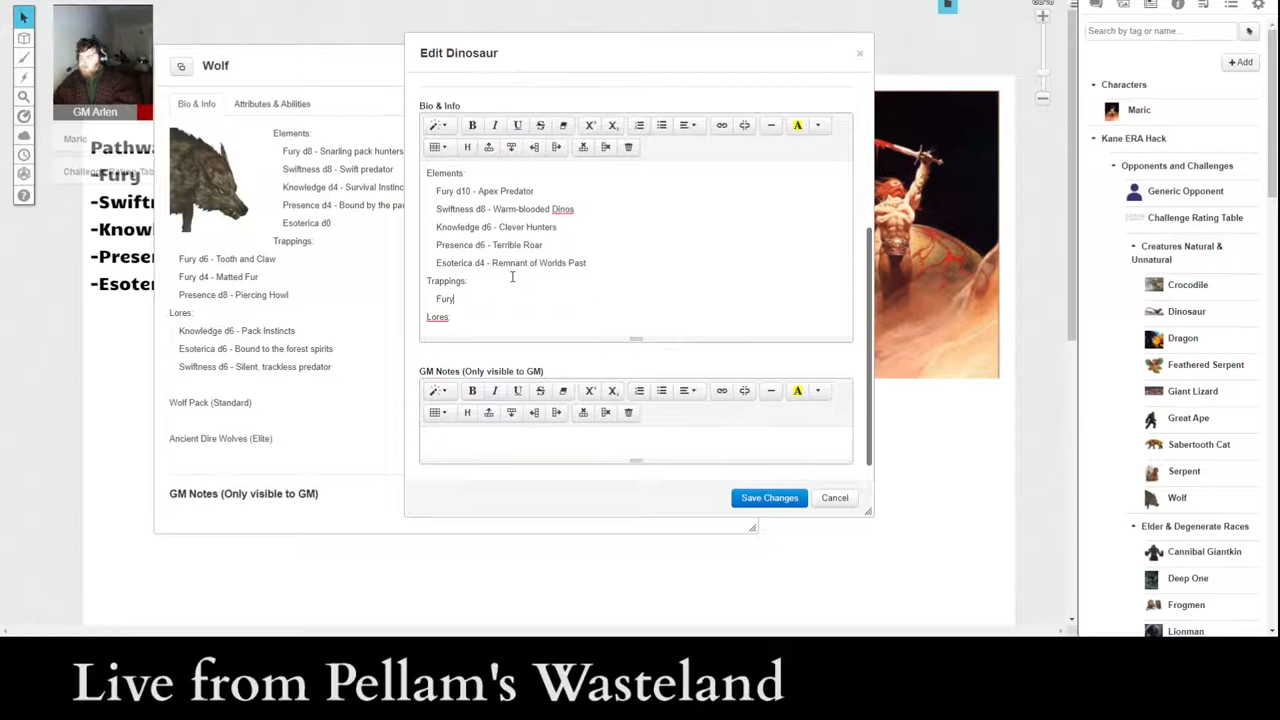 GM Arlen
Maric
Challenge Rating Table
Pathwa
-Fury
-Swiftn
-Know
-Prese
-Esote
Wolf
Bio & Info
Attributes & Abilities
Elements:
Fury d8 - Snarling pack hunters
Swiftness d8 - Swift predator
Knowledge d4 - Survival Instinc
Presence d4 - Bound by the pa
Esoterica d0
Trappings:
Fury d6 - Tooth and Claw
Fury d4 - Matted Fur
Presence d8 - Piercing Howl
Lores:
Knowledge d6 - Pack Instincts
Esoterica d6 - Bound to the forest spirits
Swiftness d6 - Silent, trackless predator
Wolf Pack (Standard)
Ancient Dire Wolves (Elite)
GM Notes (Only visible to GM)
Edit Dinosaur
×
Bio & Info
Elements:
Fury d10 - Apex Predator
Swiftness d8 - Warm-blooded Dinos
Knowledge d6 - Clever Hunters
Presence d6 - Terrible Roar
Esoterica d4 - Remnant of Worlds Past
Trappings:
Fury
Lores:
GM Notes (Only visible to GM)
Save Changes
Cancel
Search by tag or name...
+ Add
Characters
Maric
Kane ERA Hack
Opponents and Challenges
Generic Opponent
Challenge Rating Table
Creatures Natural & Unnatural
Crocodile
Dinosaur
Dragon
Feathered Serpent
Giant Lizard
Great Ape
Sabertooth Cat
Serpent
Wolf
Elder & Degenerate Races
Cannibal Giantkin
Deep One
Frogmen
Lionman
Live from Pellam's Wasteland